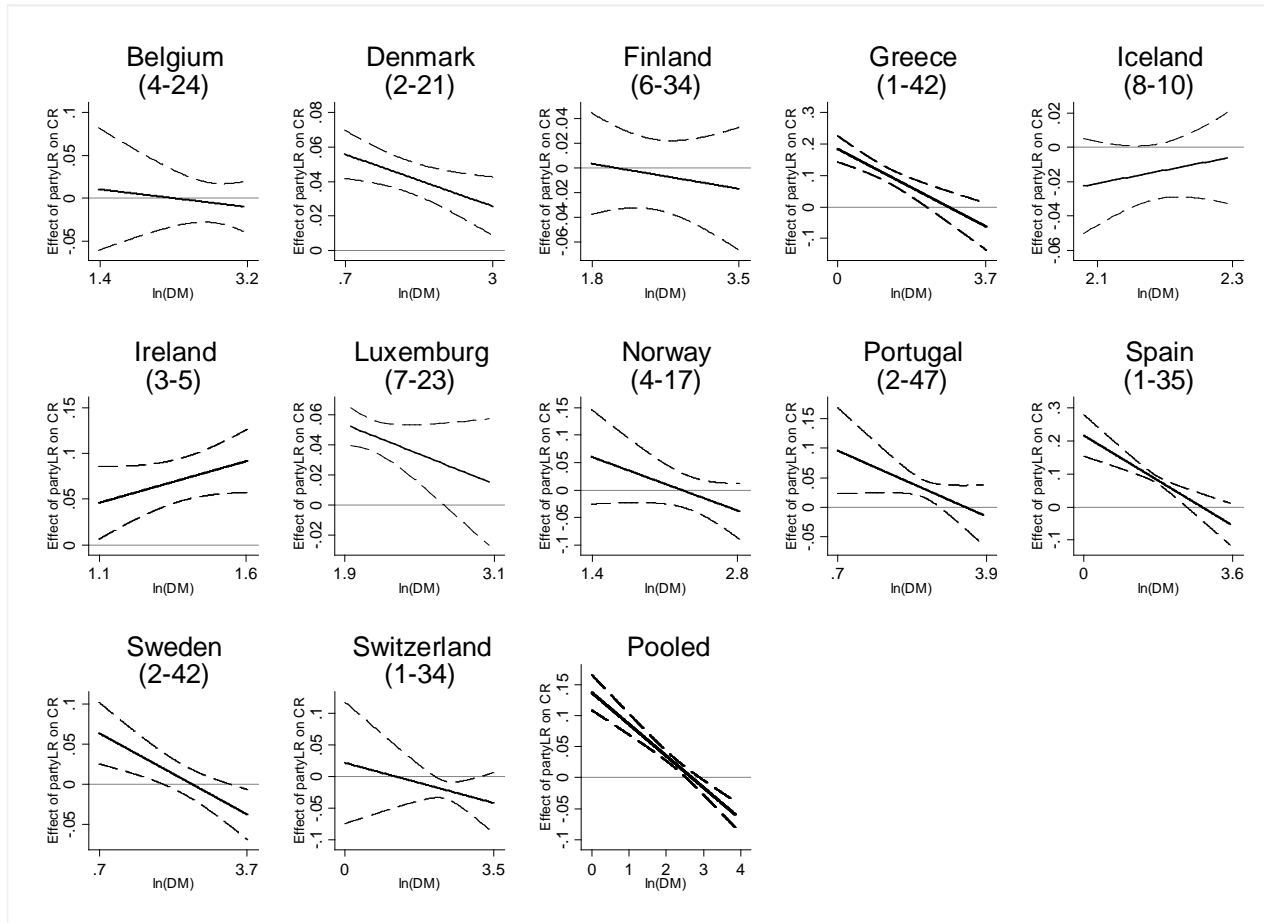 Belgium
(4-24)
Effect of partyLR on CR
-.05 0 .05 .1
1.4 3.2
ln(DM)
Denmark
(2-21)
Effect of partyLR on CR
0 .02 .04 .06 .08
.7 3
ln(DM)
Finland
(6-34)
Effect of partyLR on CR
-.06 -.04 -.02 0 .02 .04
1.8 3.5
ln(DM)
Greece
(1-42)
Effect of partyLR on CR
-.1 0 .1 .2 .3
0 3.7
ln(DM)
Iceland
(8-10)
Effect of partyLR on CR
-.06 -.04 -.02 0 .02
2.1 2.3
ln(DM)
Ireland
(3-5)
Effect of partyLR on CR
0 .05 .1 .15
1.1 1.6
ln(DM)
Luxemburg
(7-23)
Effect of partyLR on CR
-.02 0 .02 .04 .06
1.9 3.1
ln(DM)
Norway
(4-17)
Effect of partyLR on CR
-.1 -.05 0 .05 .1 .15
1.4 2.8
ln(DM)
Portugal
(2-47)
Effect of partyLR on CR
-.05 0 .05 .1 .15
.7 3.9
ln(DM)
Spain
(1-35)
Effect of partyLR on CR
-.1 0 .1 .2 .3
0 3.6
ln(DM)
Sweden
(2-42)
Effect of partyLR on CR
-.05 0 .05 .1
.7 3.7
ln(DM)
Switzerland
(1-34)
Effect of partyLR on CR
-.1 -.05 0 .05 .1
0 3.5
ln(DM)
Pooled
Effect of partyLR on CR
-.1 -.05 0 .05 .1 .15
0 1 2 3 4
ln(DM)